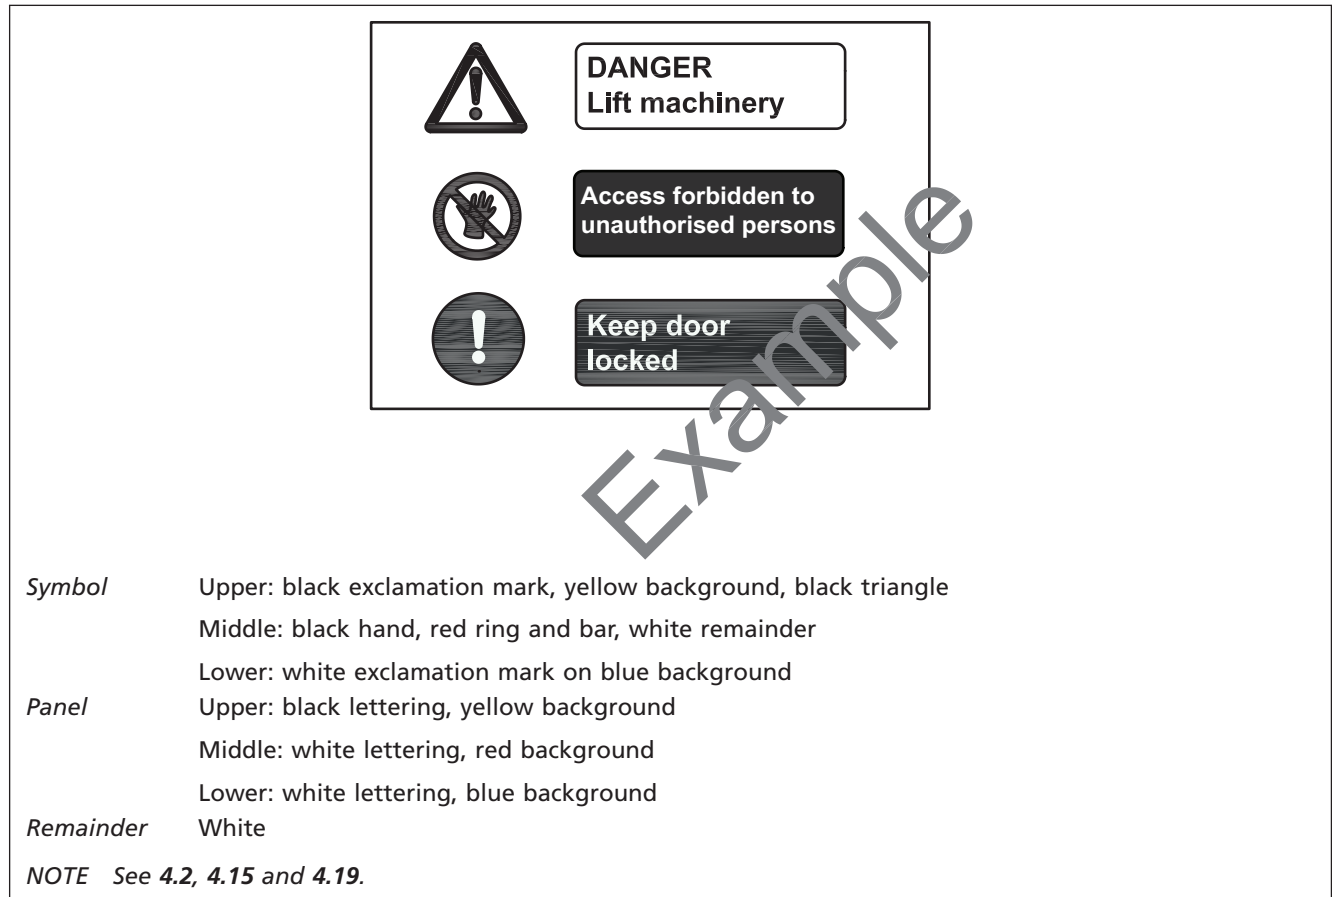 DANGER
Lift machinery
Access forbidden to
unauthorised persons
Keep door
locked
Example
Symbol Upper: black exclamation mark, yellow background, black triangle
Middle: black hand, red ring and bar, white remainder
Lower: white exclamation mark on blue background
Panel Upper: black lettering, yellow background
Middle: white lettering, red background
Lower: white lettering, blue background
Remainder White
NOTE See 4.2, 4.15 and 4.19.